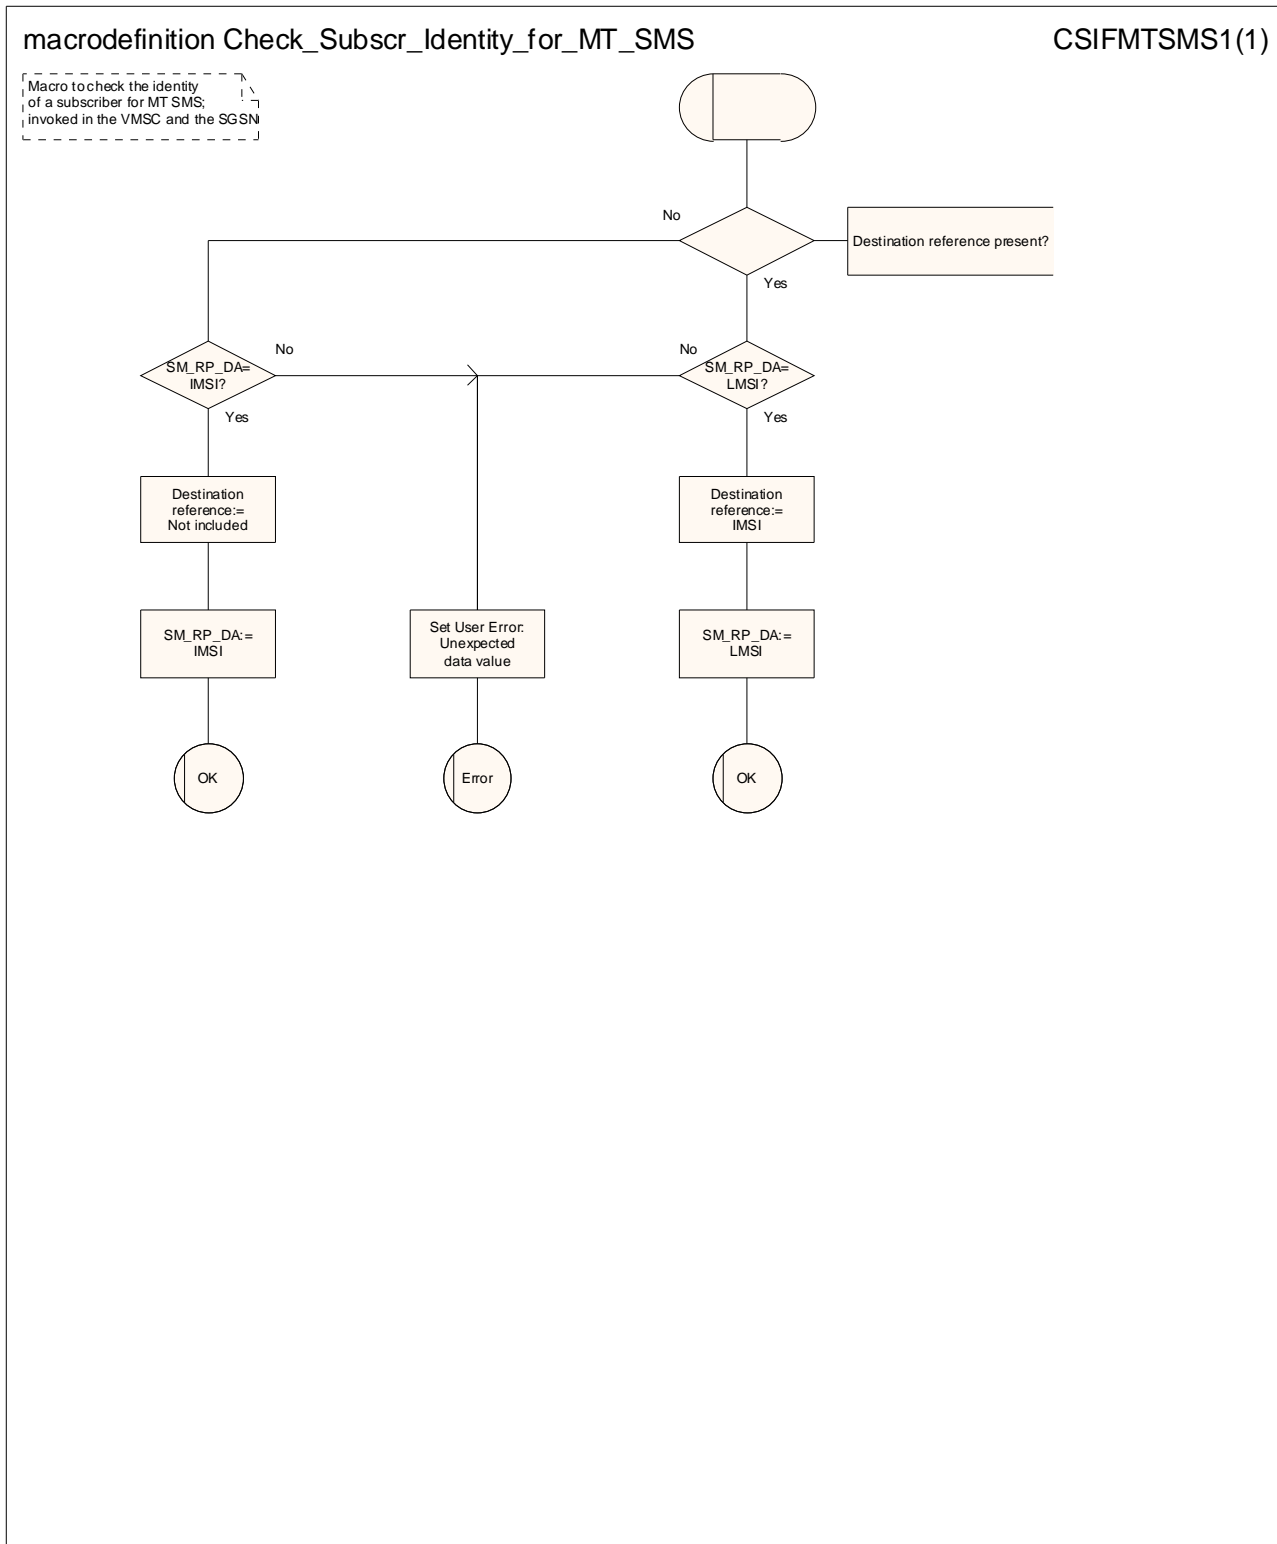 macrodefinition Check_Subscr_Identity_for_MT_SMS
CSIFMTSMS1(1)
Macro to check the identity
of a subscriber for MT SMS;
invoked in the VMSC and the SGSN
No
Destination reference present?
Yes
SM_RP_DA=
IMSI?
No
No
SM_RP_DA=
LMSI?
Yes
Yes
Destination
reference:=
Not included
Destination
reference:=
IMSI
SM_RP_DA:=
IMSI
Set User Error:
Unexpected
data value
SM_RP_DA:=
LMSI
OK
Error
OK